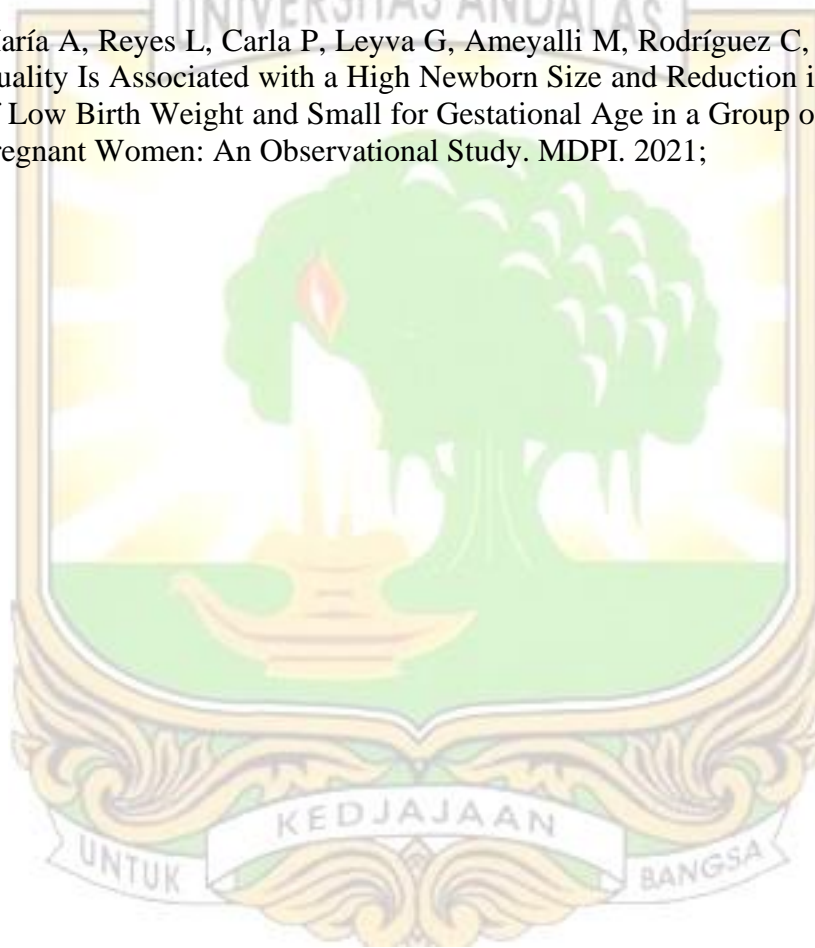 UNIVERSITAS ANDALAS
aría A, Reyes L, Carla P, Leyva G, Ameyalli M, Rodríguez C,
uality Is Associated with a High Newborn Size and Reduction i
f Low Birth Weight and Small for Gestational Age in a Group o
regnant Women: An Observational Study. MDPI. 2021;
UNTUK KEDJAJAAN BANGSA